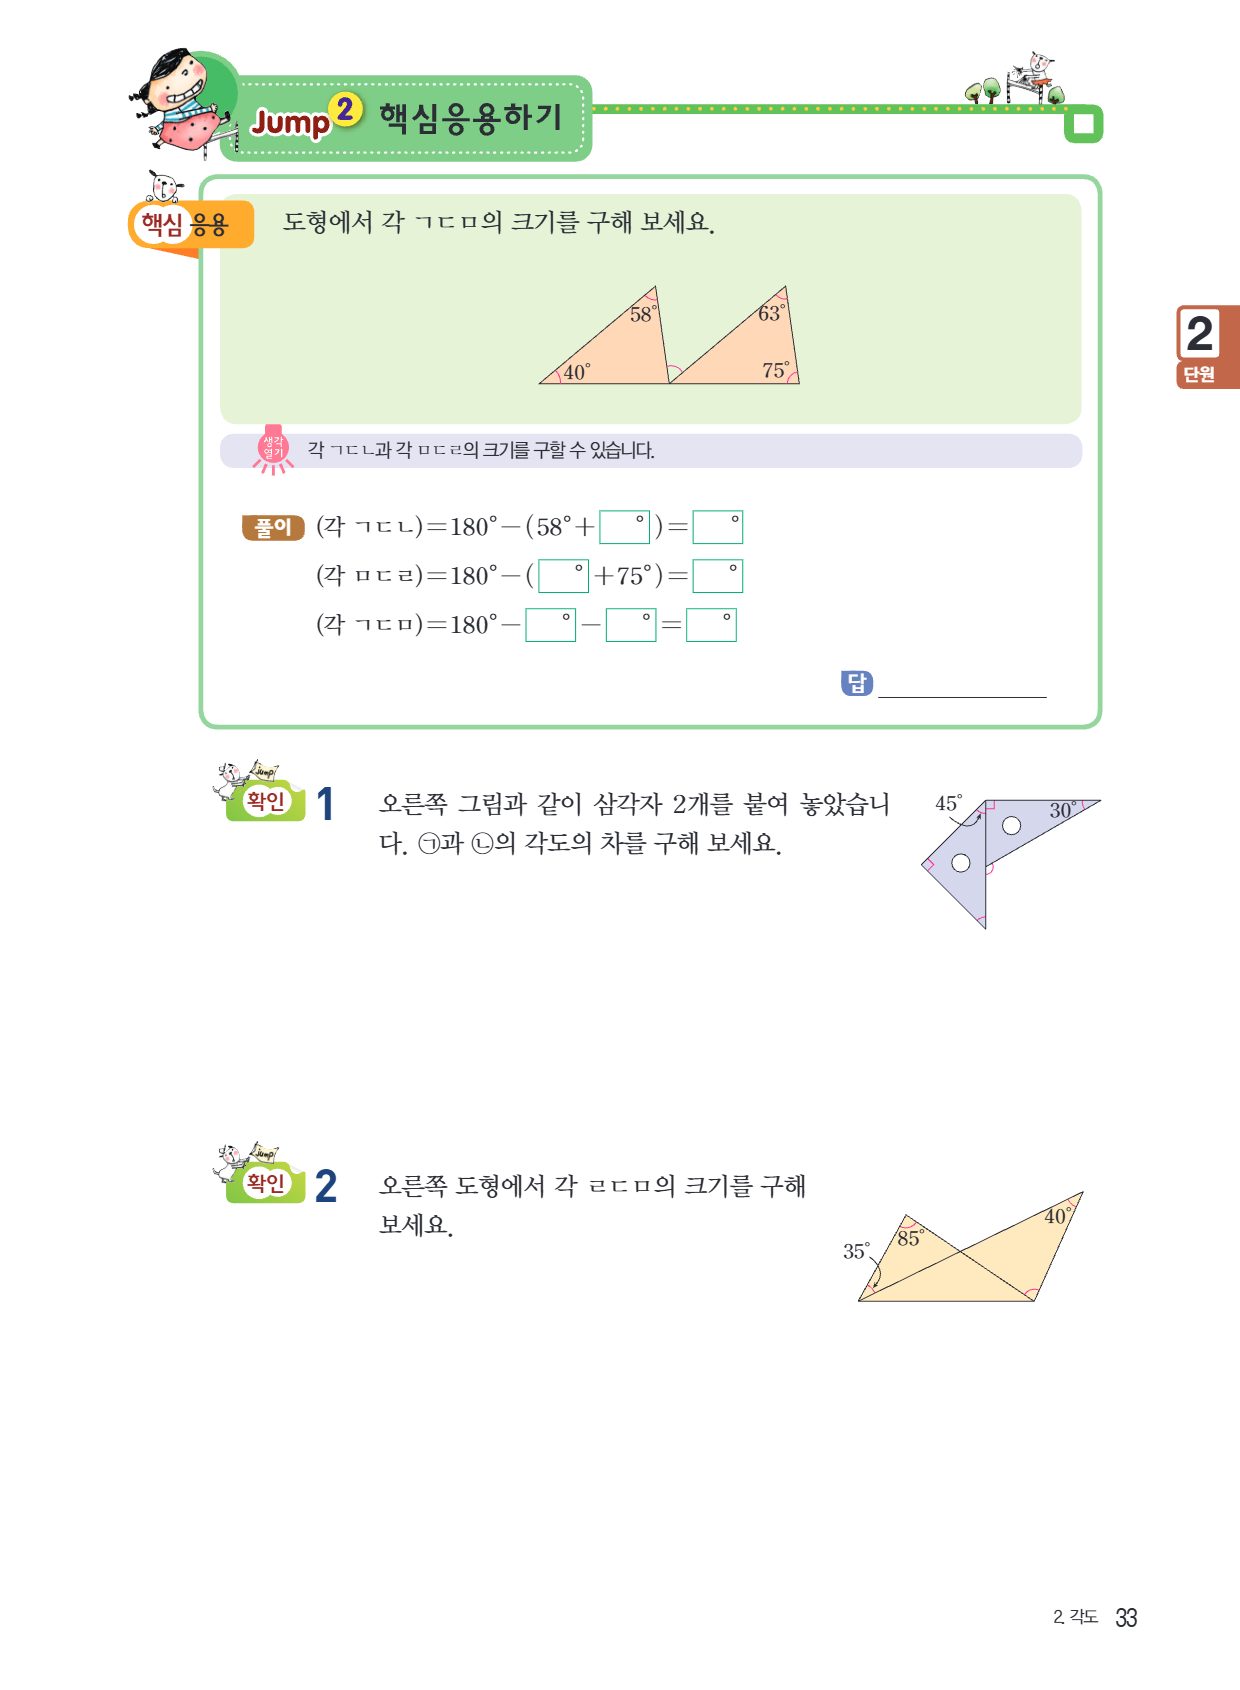 Jump 2 핵심응용하기
핵심 응용
도형에서 각 ㄱㄷㅁ의 크기를 구해 보세요.
58°
63°
40°
75°
생각
열기
각 ㄱㄷㄴ과 각 ㅁㄷㄹ의 크기를 구할 수 있습니다.
풀이 (각 ㄱㄷㄴ)=180°-(58°+ °)= °
(각 ㅁㄷㄹ)=180°-( °+75°)= °
(각 ㄱㄷㅁ)=180°- °- °= °
답
2
단원
Jump
확인 1
오른쪽 그림과 같이 삼각자 2개를 붙여 놓았습니
다. ㉠과 ㉡의 각도의 차를 구해 보세요.
45°
30°
Jump
확인 2
오른쪽 도형에서 각 ㄹㄷㅁ의 크기를 구해
보세요.
40°
85°
35°
2. 각도 33